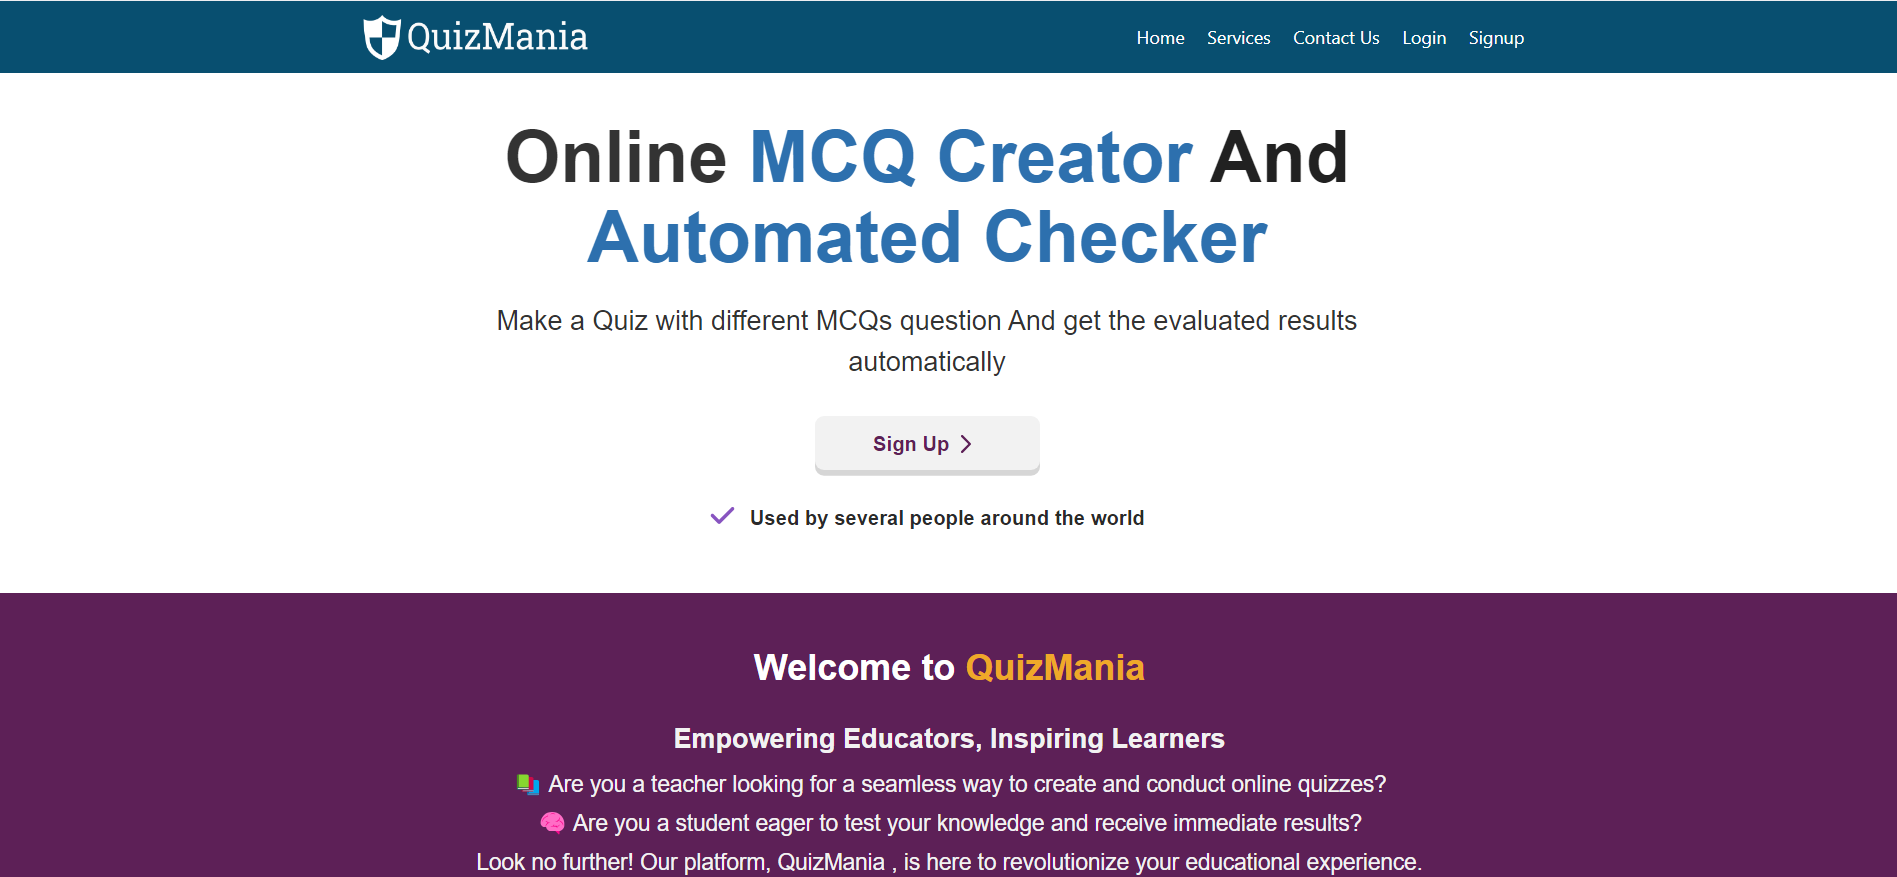 QuizMania
Home Services Contact Us Login Signup
Online MCQ Creator And
Automated Checker
Make a Quiz with different MCQs question And get the evaluated results
automatically
Sign Up
Used by several people around the world
Welcome to QuizMania
Empowering Educators, Inspiring Learners
Are you a teacher looking for a seamless way to create and conduct online quizzes?
Are you a student eager to test your knowledge and receive immediate results?
Look no further! Our platform, QuizMania , is here to revolutionize your educational experience.